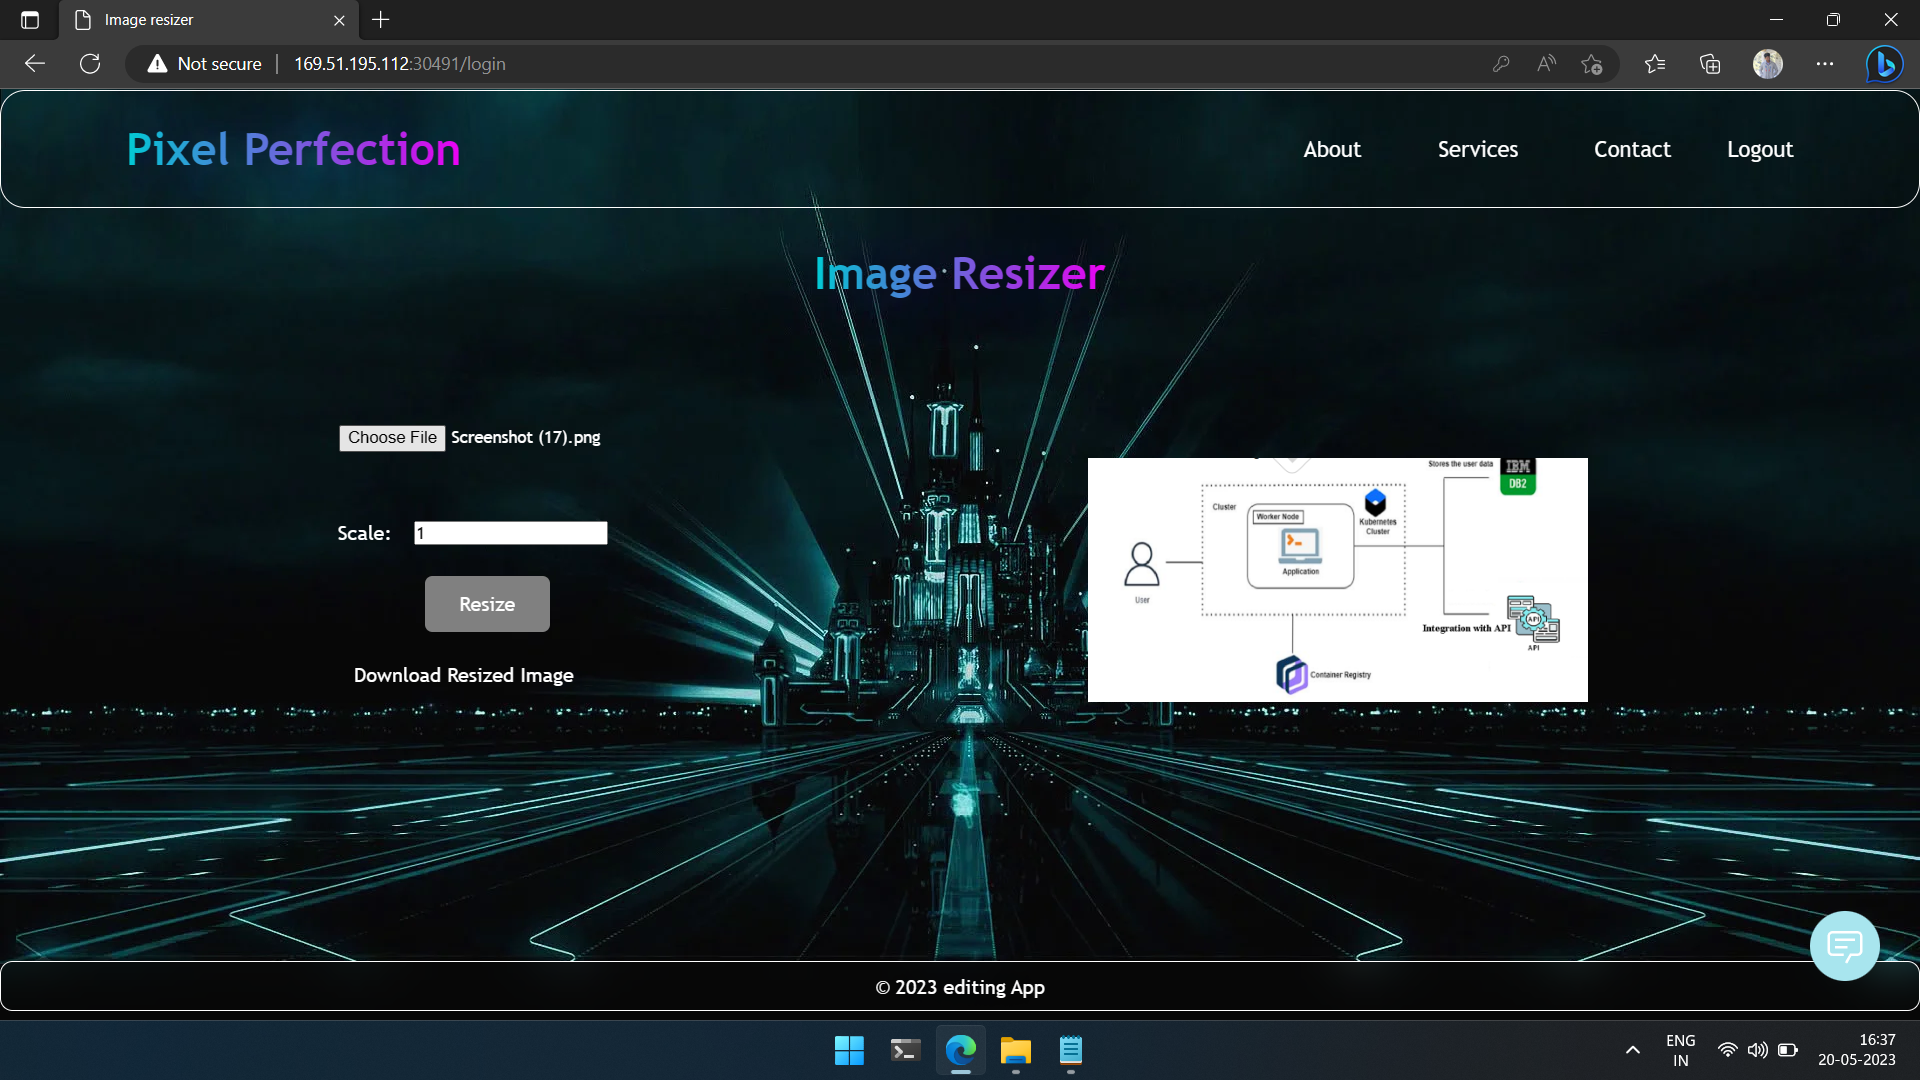 Image resizer
Not secure
169.51.195.112:30491/login
Pixel Perfection
About
Services
Contact
Logout
Image Resizer
Choose File Screenshot (17).png
Scale: 1
Resize
Download Resized Image
Stores the user data
IBM
DB2
Cluster
Worker Node
Kubernetes
Cluster
Application
User
Integration with API
API
API
Container Registry
© 2023 editing App
ENG
IN
16:37
20-05-2023